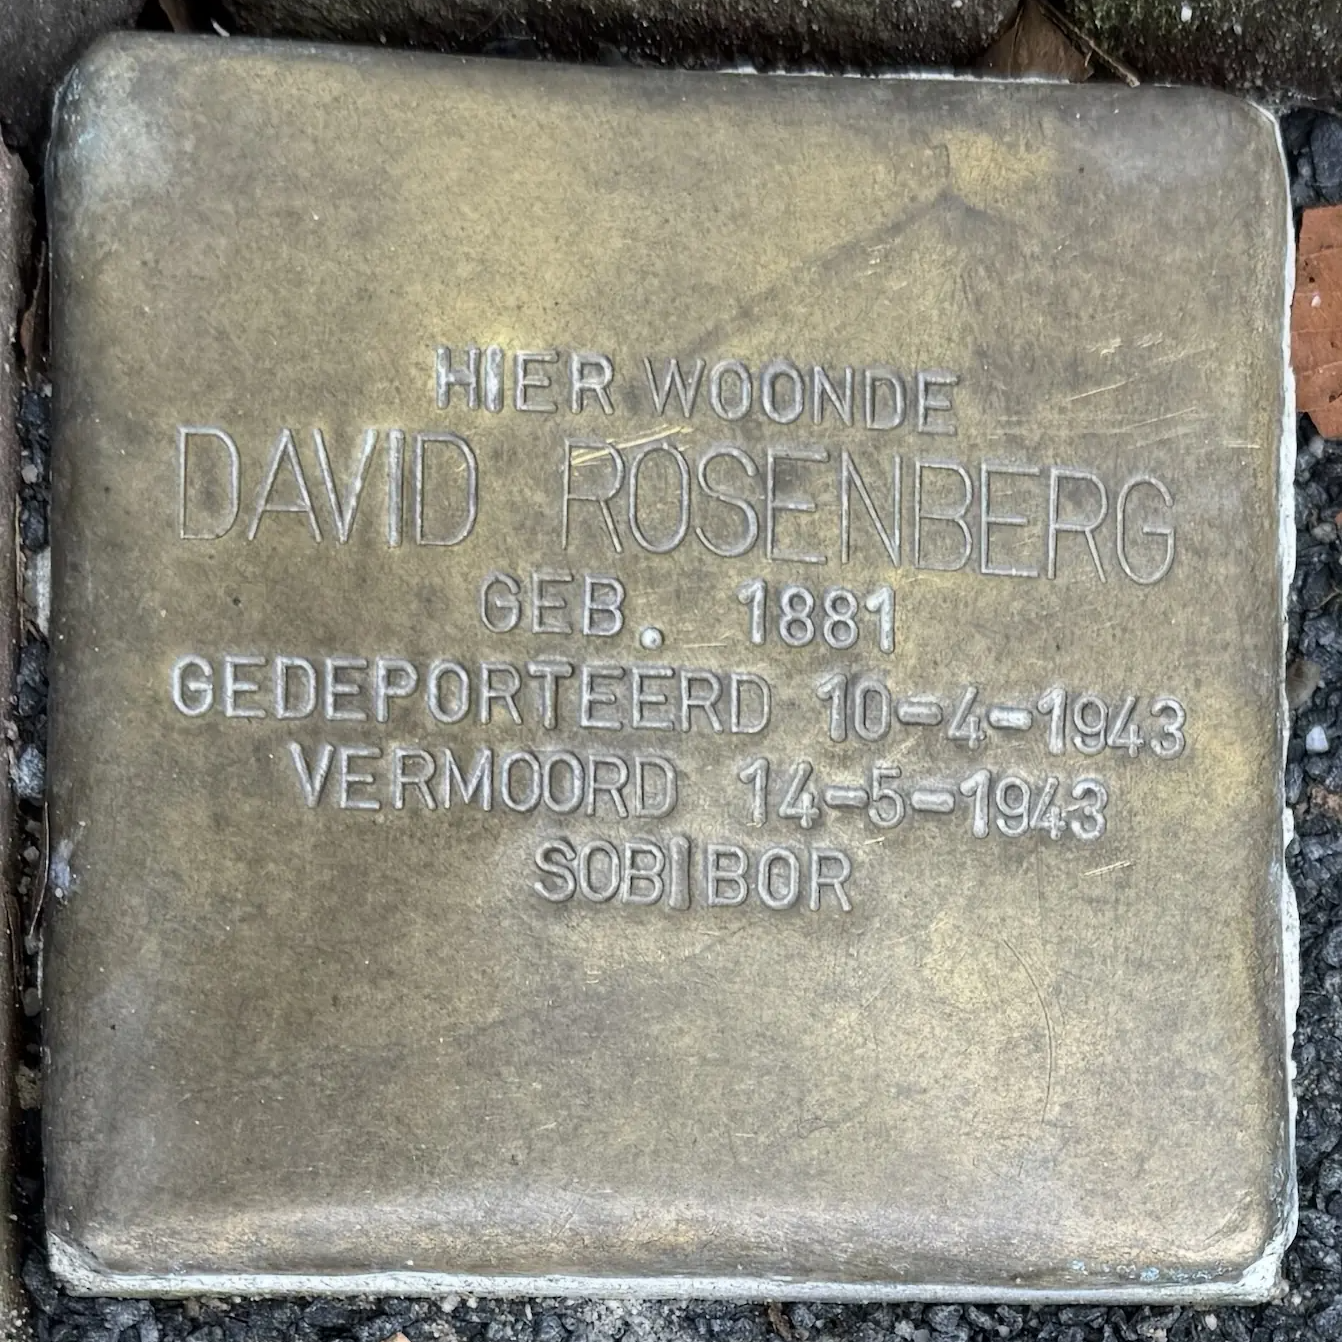 HIER WOONDE
DAVID ROSENBERG
GEB. 1881
GEDEPORTEERD 10-4-1943
VERMOORD 14-5-1943
SOBIBOR